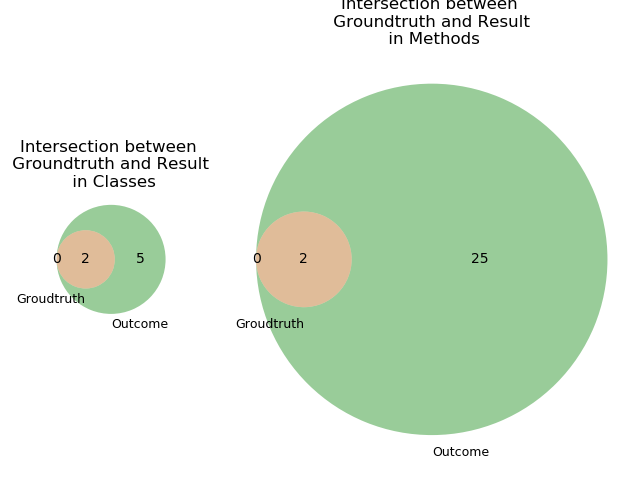 Intersection between
Groundtruth and Result
in Methods
Intersection between
Groundtruth and Result
in Classes
0 2 5
Groudtruth
Outcome
0 2 25
Groudtruth
Outcome